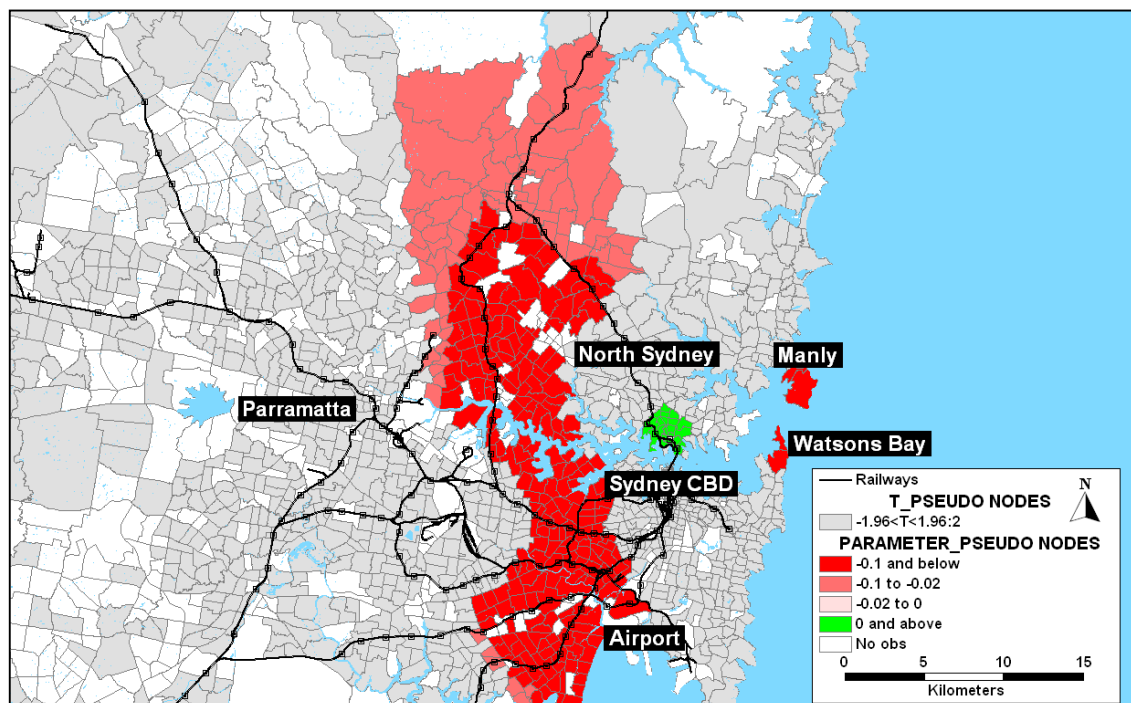 North Sydney
Manly
Parramatta
Watsons Bay
Sydney CBD
Airport
Railways
N
T_PSEUDO NODES
-1.96<T<1.96:2
PARAMETER_PSEUDO NODES
-0.1 and below
-0.1 to -0.02
-0.02 to 0
0 and above
No obs
0 5 10 15
Kilometers